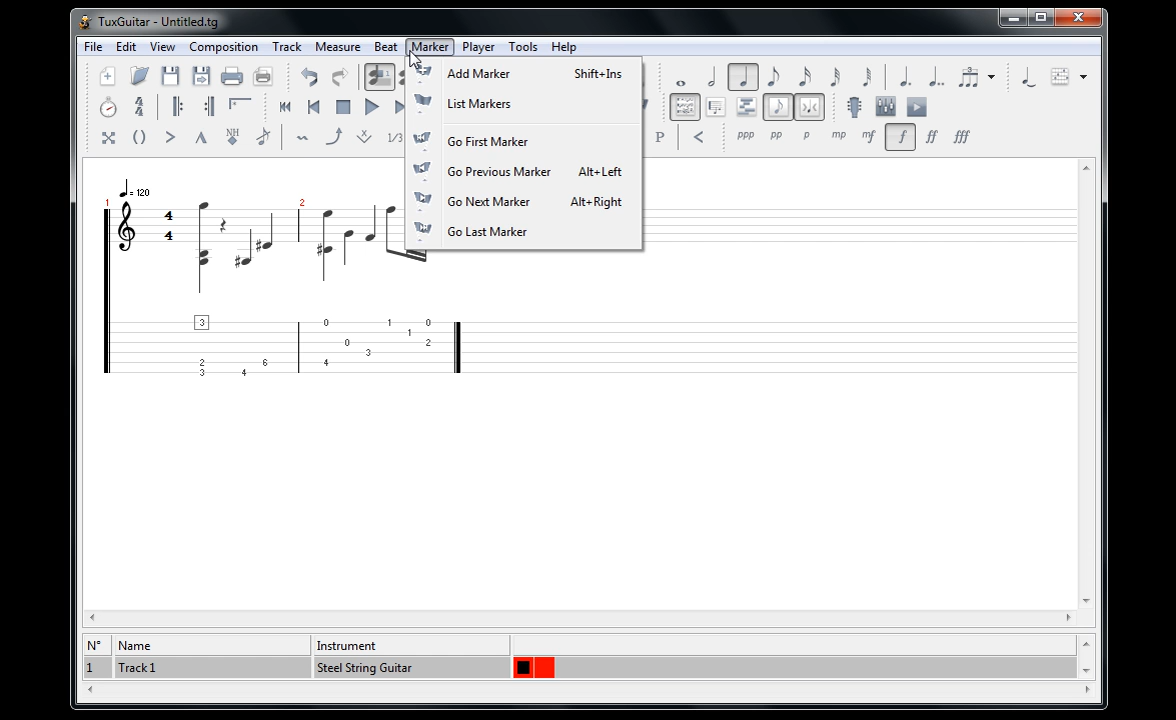 TuxGuitar - Untitled.tg
File Edit View Composition Track Measure Beat Marker Player Tools Help
Add Marker Shift+Ins
List Markers
Go First Marker
Go Previous Marker Alt+Left
Go Next Marker Alt+Right
Go Last Marker
NH 1/3 P ppp pp p mp mf f ff fff
= 120
1 2
4
4
3 0 1 0
1
0 2
3
2 6 4
3 4
N° Name Instrument
1 Track 1 Steel String Guitar